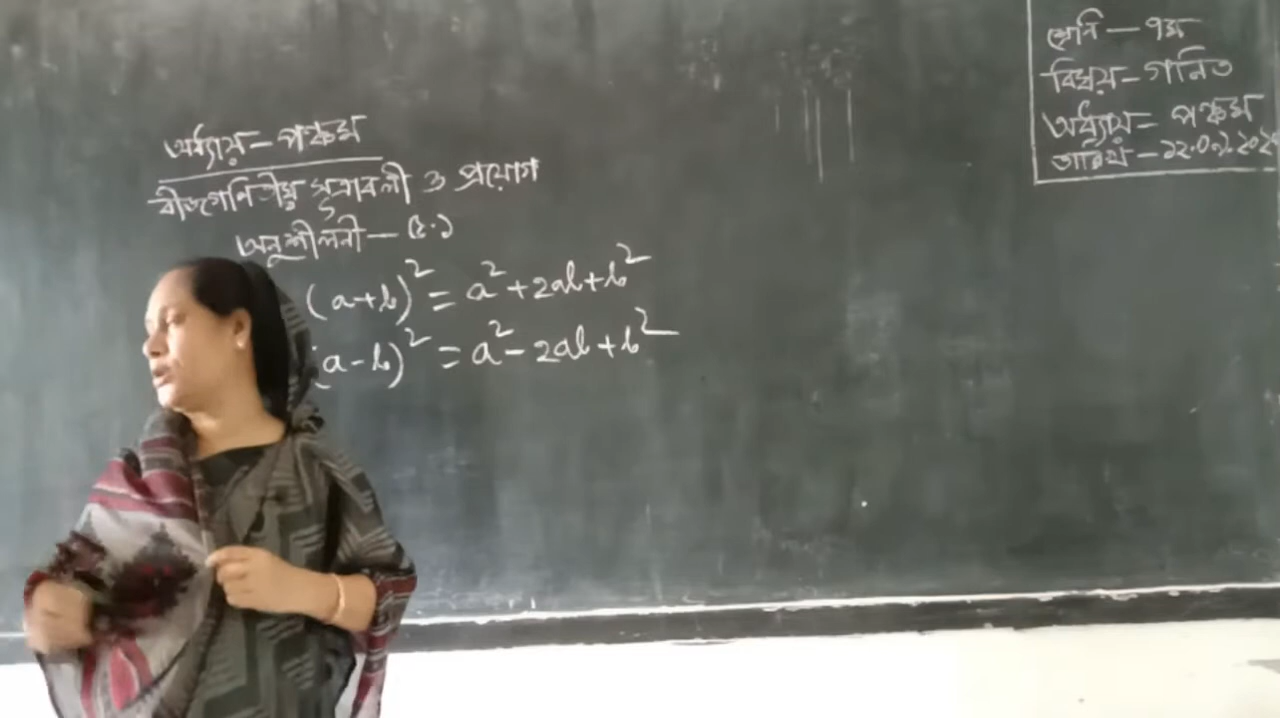 অধ্যায় – পঞ্চম
বীজগণিতীয় সূত্রাবলী ও প্রয়োগ
অনুশীলনী – ৫.১
(a+b)² = a²+2ab+b²
(a-b)² = a²-2ab+b²
শ্রেনি – ৭ম
বিষয় – গনিত
অধ্যায় – পঞ্চম
তারিখ –